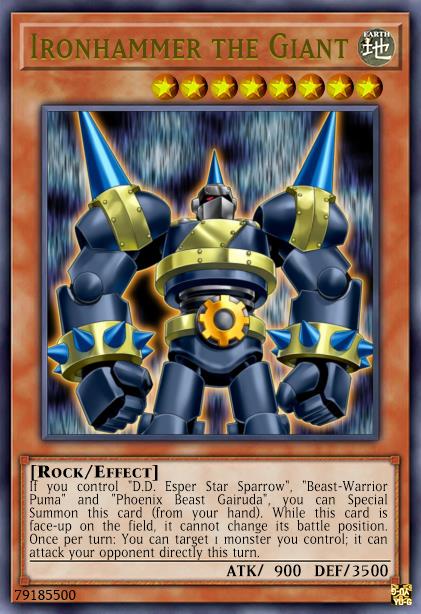 Ironhammer the Giant
EARTH
地
[Rock/Effect]
If you control "D.D. Esper Star Sparrow", "Beast-Warrior
Puma" and "Phoenix Beast Gairuda", you can Special
Summon this card (from your hand). While this card is
face-up on the field, it cannot change its battle position.
Once per turn: You can target 1 monster you control; it can
attack your opponent directly this turn.
ATK/ 900 DEF/3500
79185500